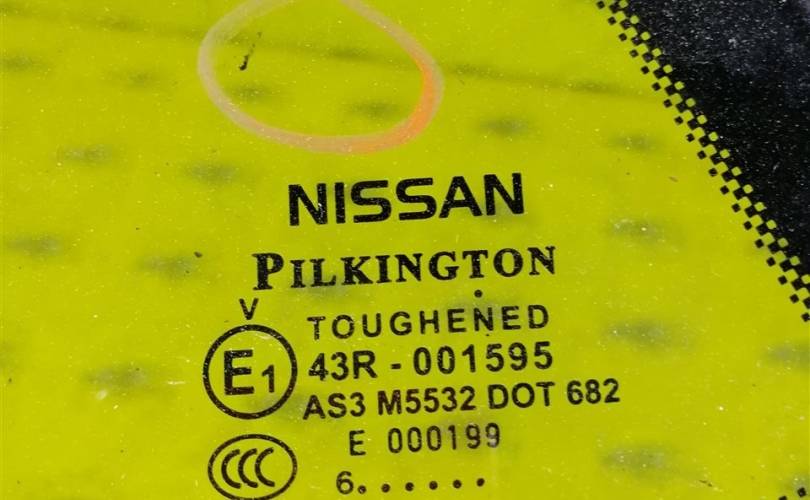 NISSAN
PILKINGTON
V
TOUGHENED
E1
43R - 001595
AS3 M5532 DOT 682
E 000199
CCC
6......